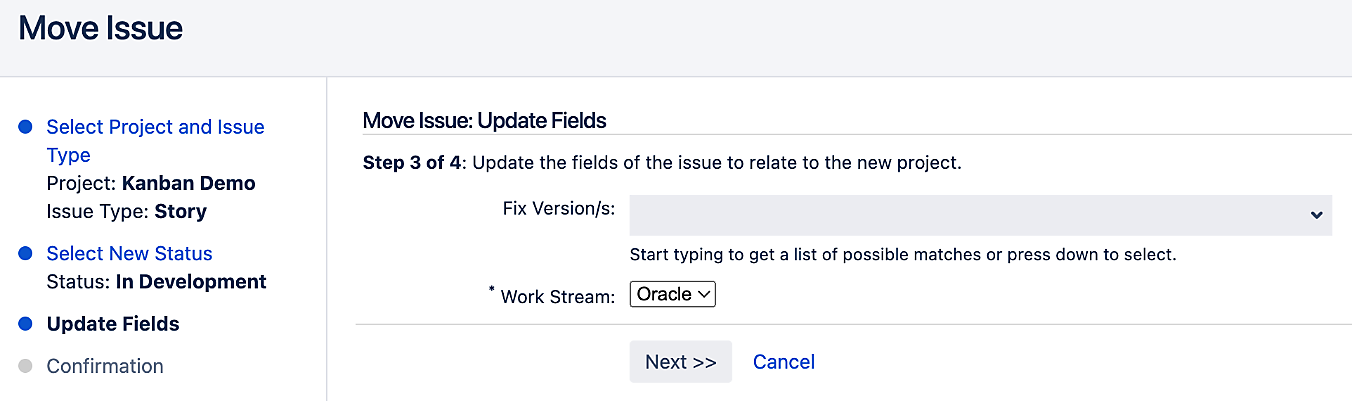 Move Issue
Select Project and Issue
Type
Project: Kanban Demo
Issue Type: Story
Select New Status
Status: In Development
Update Fields
Confirmation
Move Issue: Update Fields
Step 3 of 4: Update the fields of the issue to relate to the new project.
Fix Version/s:
Start typing to get a list of possible matches or press down to select.
* Work Stream: Oracle
Next >> Cancel